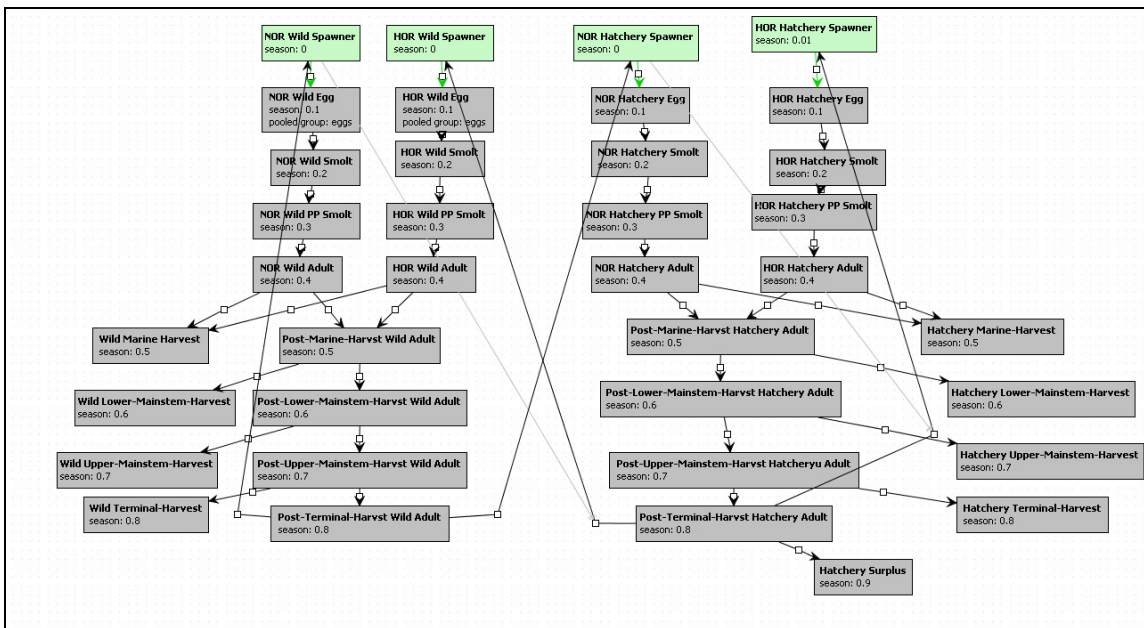 NOR Wild Spawner
season: 0
HOR Wild Spawner
season: 0
NOR Hatchery Spawner
season: 0
HOR Hatchery Spawner
season: 0.01
NOR Wild Egg
season: 0.1
pooled group: eggs
HOR Wild Egg
season: 0.1
pooled group: eggs
NOR Hatchery Egg
season: 0.1
HOR Hatchery Egg
season: 0.1
NOR Wild Smolt
season: 0.2
HOR Wild Smolt
season: 0.2
NOR Hatchery Smolt
season: 0.2
HOR Hatchery Smolt
season: 0.2
NOR Wild PP Smolt
season: 0.3
HOR Wild PP Smolt
season: 0.3
NOR Hatchery PP Smolt
season: 0.3
HOR Hatchery PP Smolt
season: 0.3
NOR Wild Adult
season: 0.4
HOR Wild Adult
season: 0.4
NOR Hatchery Adult
season: 0.4
HOR Hatchery Adult
season: 0.4
Wild Marine Harvest
season: 0.5
Post-Marine-Harvst Wild Adult
season: 0.5
Post-Marine-Harvst Hatchery Adult
season: 0.5
Hatchery Marine-Harvest
season: 0.5
Wild Lower-Mainstem-Harvest
season: 0.6
Post-Lower-Mainstem-Harvst Wild Adult
season: 0.6
Post-Lower-Mainstem-Harvst Hatchery Adult
season: 0.6
Hatchery Lower-Mainstem-Harvest
season: 0.6
Wild Upper-Mainstem-Harvest
season: 0.7
Post-Upper-Mainstem-Harvst Wild Adult
season: 0.7
Post-Upper-Mainstem-Harvst Hatcheryu Adult
season: 0.7
Hatchery Upper-Mainstem-Harvest
season: 0.7
Wild Terminal-Harvest
season: 0.8
Post-Terminal-Harvst Wild Adult
season: 0.8
Post-Terminal-Harvst Hatchery Adult
season: 0.8
Hatchery Terminal-Harvest
season: 0.8
Hatchery Surplus
season: 0.9